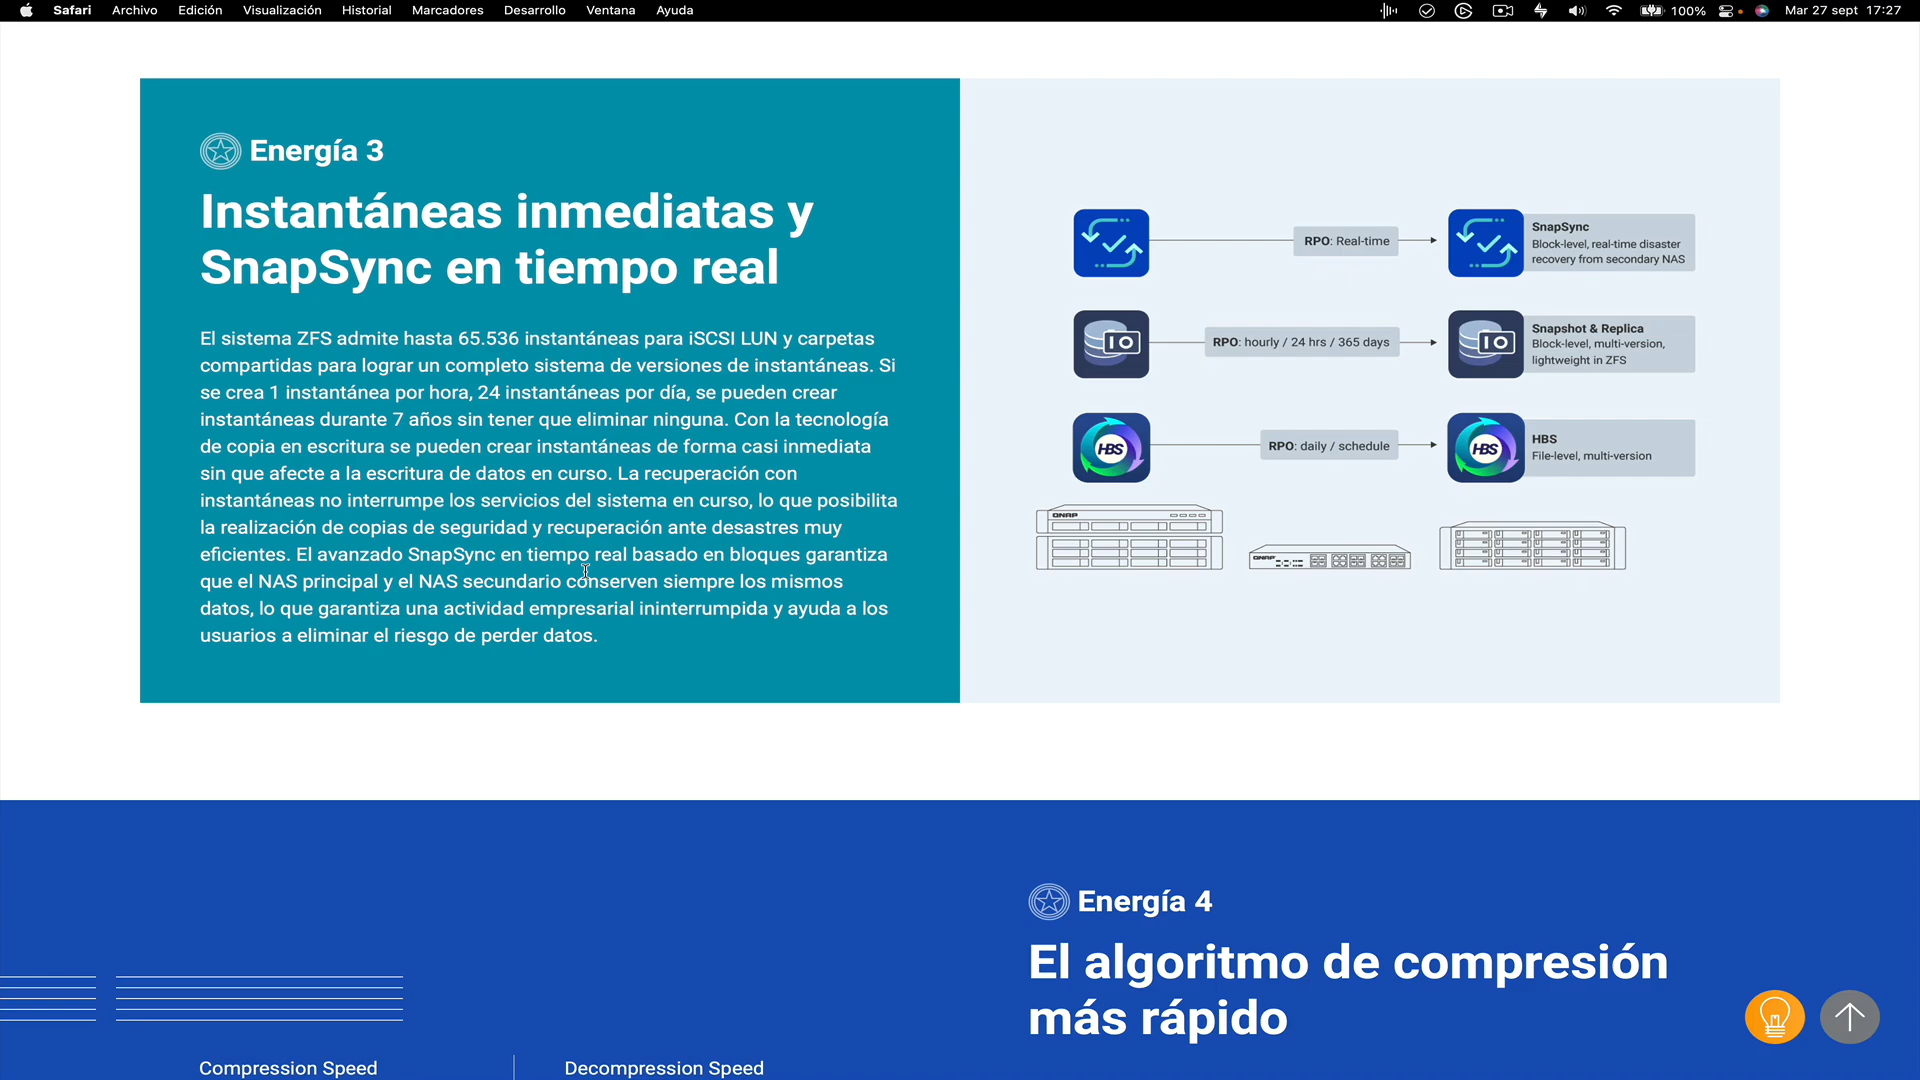 Safari Archivo Edición Visualización Historial Marcadores Desarrollo Ventana Ayuda 100% Mar 27 sept 17:27
Energía 3
Instantáneas inmediatas y
SnapSync en tiempo real
El sistema ZFS admite hasta 65.536 instantáneas para iSCSI LUN y carpetas
compartidas para lograr un completo sistema de versiones de instantáneas. Si
se crea 1 instantánea por hora, 24 instantáneas por día, se pueden crear
instantáneas durante 7 años sin tener que eliminar ninguna. Con la tecnología
de copia en escritura se pueden crear instantáneas de forma casi inmediata
sin que afecte a la escritura de datos en curso. La recuperación con
instantáneas no interrumpe los servicios del sistema en curso, lo que posibilita
la realización de copias de seguridad y recuperación ante desastres muy
eficientes. El avanzado SnapSync en tiempo real basado en bloques garantiza
que el NAS principal y el NAS secundario conserven siempre los mismos
datos, lo que garantiza una actividad empresarial ininterrumpida y ayuda a los
usuarios a eliminar el riesgo de perder datos.
RPO: Real-time
SnapSync
Block-level, real-time disaster
recovery from secondary NAS
IO
RPO: hourly / 24 hrs / 365 days
IO
Snapshot & Replica
Block-level, multi-version,
lightweight in ZFS
HBS
RPO: daily / schedule
HBS
HBS
File-level, multi-version
QNAP
QNAP
Energía 4
El algoritmo de compresión
más rápido
Compression Speed
Decompression Speed